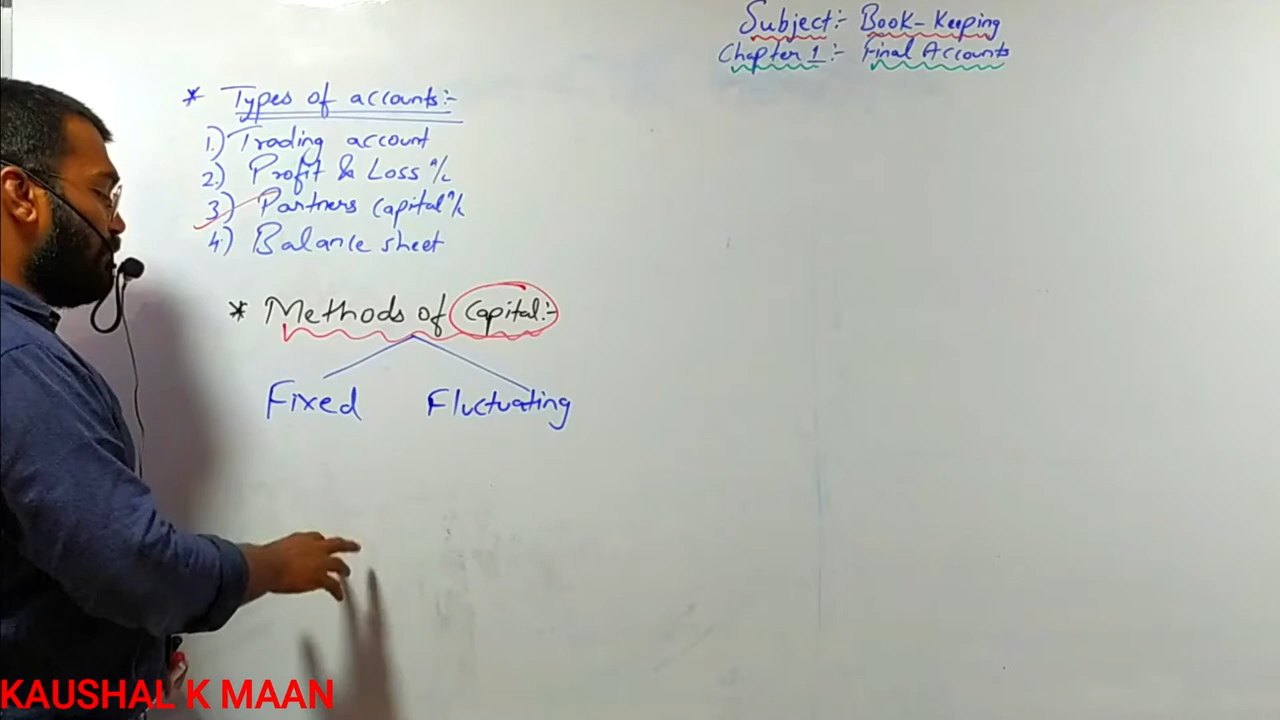 Subject:- Book-Keeping
Chapter 1:- Final Accounts
* Types of accounts:-
1.) Trading account
2.) Profit & Loss a/c
3.) Partners Capital a/c
4.) Balance sheet
* Methods of Capital:-
Fixed Fluctuating
KAUSHAL K MAAN